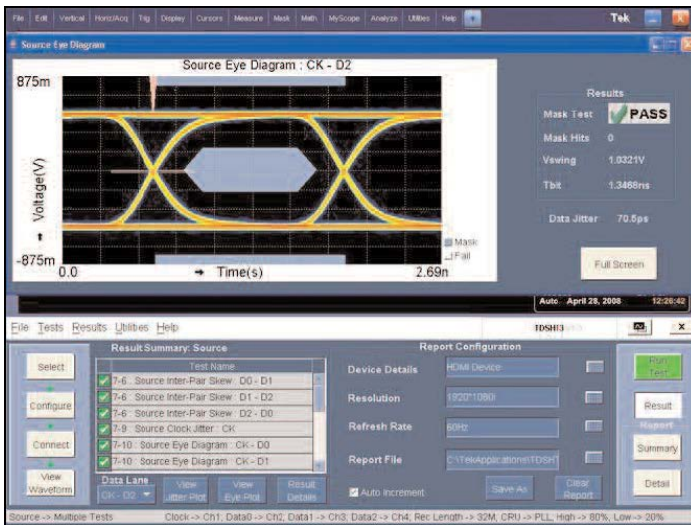 File Edit Vertical Horiz/Acq Trig Display Cursors Measure Mask Math MyScope Analyze Utilities Help Tek
Source Eye Diagram
Source Eye Diagram : CK - D2
875m
Voltage(V)
-875m
0.0
Time(s)
2.69n
Mask
Fail
Results
Mask Test PASS
Mask Hits 0
Vswing 1.0321V
Tbit 1.3468ns
Data Jitter 70.5ps
Full Screen
Auto April 28, 2008 12:26:42
File Tests Results Utilities Help
X
Select
Configure
Connect
View Waveform
Result Summary: Source
Test Name
7-6 : Source Inter-Pair Skew : D0 - D1
7-6 : Source Inter-Pair Skew : D1 - D2
7-6 : Source Inter-Pair Skew : D2 - D0
7-9 : Source Clock Jitter : CK
7-10 : Source Eye Diagram : CK - D0
7-10 : Source Eye Diagram : CK - D1
Data Lane
CK - D2
View Jitter Plot
View Eye Plot
Result Details
Report Configuration
Device Details HDMI Device
Resolution 1920*1080i
Refresh Rate 60Hz
Report File C:\TekApplications\TDSHT
Auto Increment
Save As
Clear Report
Run Test
Result
Report
Summary
Detail
Source -> Multiple Tests Clock -> Ch1, Data0 -> Ch2, Data1 -> Ch3, Data2 -> Ch4, Rec Length -> 32M, CRU -> PLL, High -> 80%, Low -> 20%